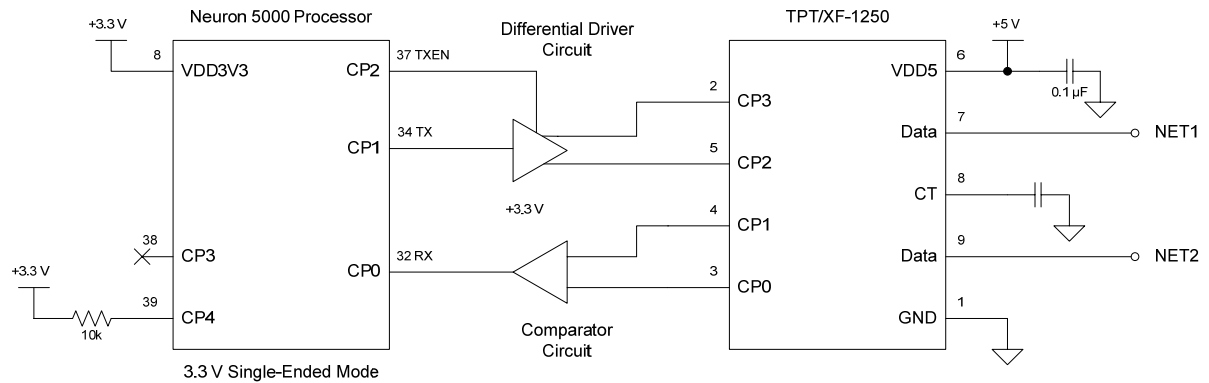 Neuron 5000 Processor
+3.3 V
8
VDD3V3
37 TXEN
CP2
34 TX
CP1
38
CP3
32 RX
CP0
+3.3 V
39
CP4
10k
3.3 V Single-Ended Mode
Differential Driver
Circuit
+3.3 V
Comparator
Circuit
TPT/XF-1250
2
CP3
5
CP2
4
CP1
3
CP0
+5 V
6
VDD5
0.1 µF
7
Data
NET1
8
CT
9
Data
NET2
1
GND